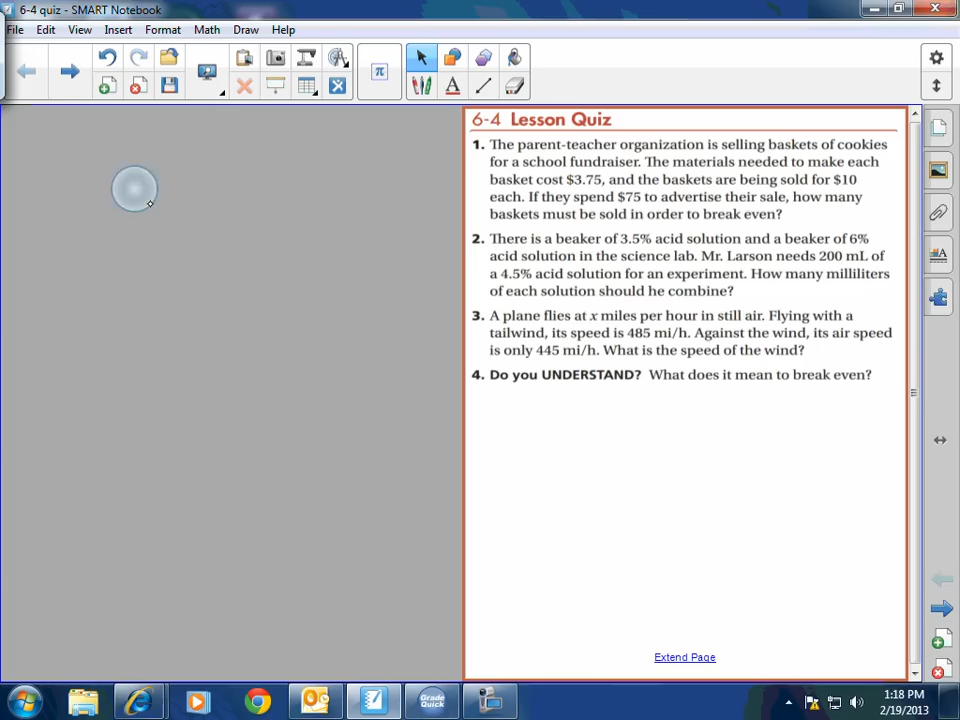 6-4 quiz - SMART Notebook
File Edit View Insert Format Math Draw Help
π
A
6-4 Lesson Quiz
1. The parent-teacher organization is selling baskets of cookies
for a school fundraiser. The materials needed to make each
basket cost $3.75, and the baskets are being sold for $10
each. If they spend $75 to advertise their sale, how many
baskets must be sold in order to break even?
2. There is a beaker of 3.5% acid solution and a beaker of 6%
acid solution in the science lab. Mr. Larson needs 200 mL of
a 4.5% acid solution for an experiment. How many milliliters
of each solution should he combine?
3. A plane flies at x miles per hour in still air. Flying with a
tailwind, its speed is 485 mi/h. Against the wind, its air speed
is only 445 mi/h. What is the speed of the wind?
4. Do you UNDERSTAND? What does it mean to break even?
Extend Page
Grade
Quick
1:18 PM
2/19/2013